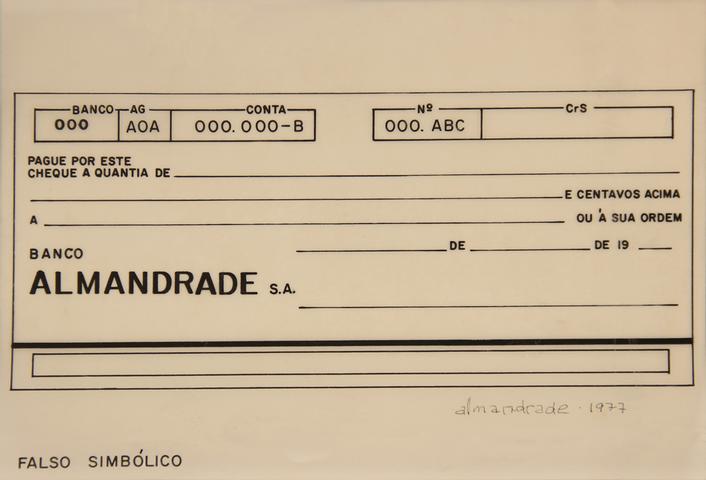 BANCO AG CONTA Nº CrS
000 AOA 000.000-B 000. ABC
PAGUE POR ESTE
CHEQUE A QUANTIA DE
E CENTAVOS ACIMA
A OU À SUA ORDEM
DE DE 19
BANCO
ALMANDRADE S.A.
almandrade · 1977
FALSO SIMBÓLICO